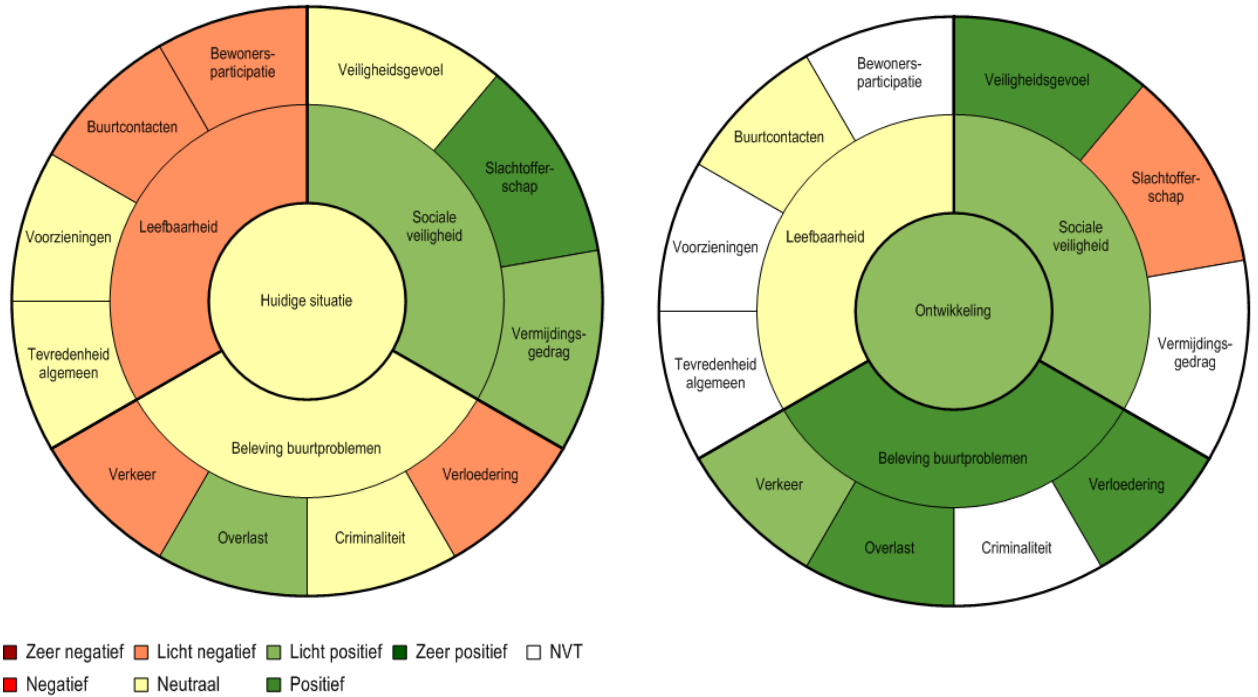 Bewoners-
participatie
Veiligheidsgevoel
Buurtcontacten
Slachtoffer-
schap
Voorzieningen
Leefbaarheid
Sociale
veiligheid
Huidige situatie
Tevredenheid
algemeen
Vermijdings-
gedrag
Beleving buurtproblemen
Verkeer
Verloedering
Overlast
Criminaliteit
Bewoners-
participatie
Veiligheidsgevoel
Buurtcontacten
Slachtoffer-
schap
Voorzieningen
Leefbaarheid
Sociale
veiligheid
Ontwikkeling
Tevredenheid
algemeen
Vermijdings-
gedrag
Beleving buurtproblemen
Verkeer
Verloedering
Overlast
Criminaliteit
Zeer negatief Licht negatief Licht positief Zeer positief NVT
Negatief Neutraal Positief